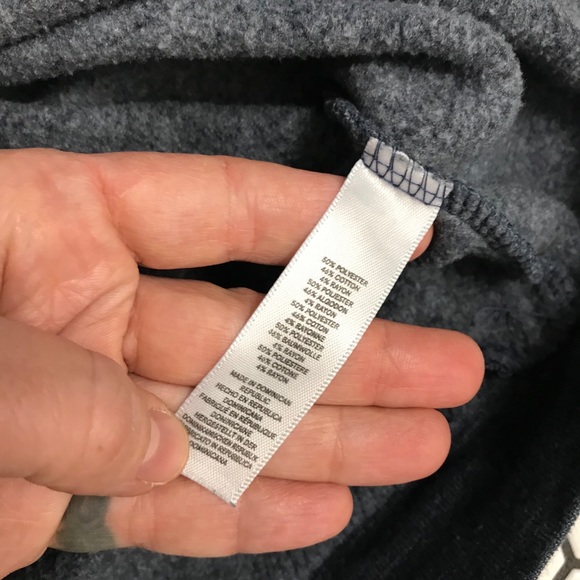 50% POLYESTER
46% COTTON
4% RAYON
50% POLYESTER
46% ALGODON
4% RAYON
50% POLYESTER
46% COTON
4% RAYONNE
50% POLYESTER
46% BAUMWOLLE
4% RAYON
50% POLIESTERE
46% COTONE
4% RAYON
MADE IN DOMINICAN
REPUBLIC
HECHO EN REPUBLICA
DOMINICANA
FABRIQUÉ EN RÉPUBLIQUE
DOMINICAINE
HERGESTELLT IN DER
DOMINIKANISCHEN REPUBLIK
FABRICATO IN REPUBBLICA
DOMINICANA